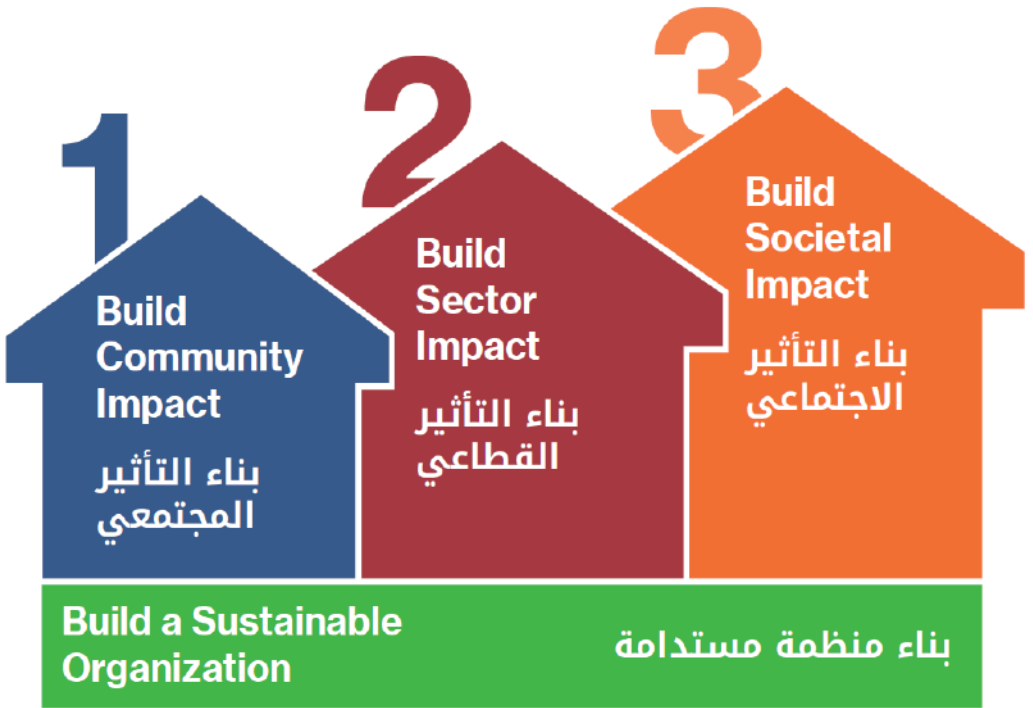 1
Build
Community
Impact
بناء التأثير
المجتمعي
2
Build
Sector
Impact
بناء التأثير
القطاعي
3
Build
Societal
Impact
بناء التأثير
الاجتماعي
Build a Sustainable
Organization
بناء منظمة مستدامة